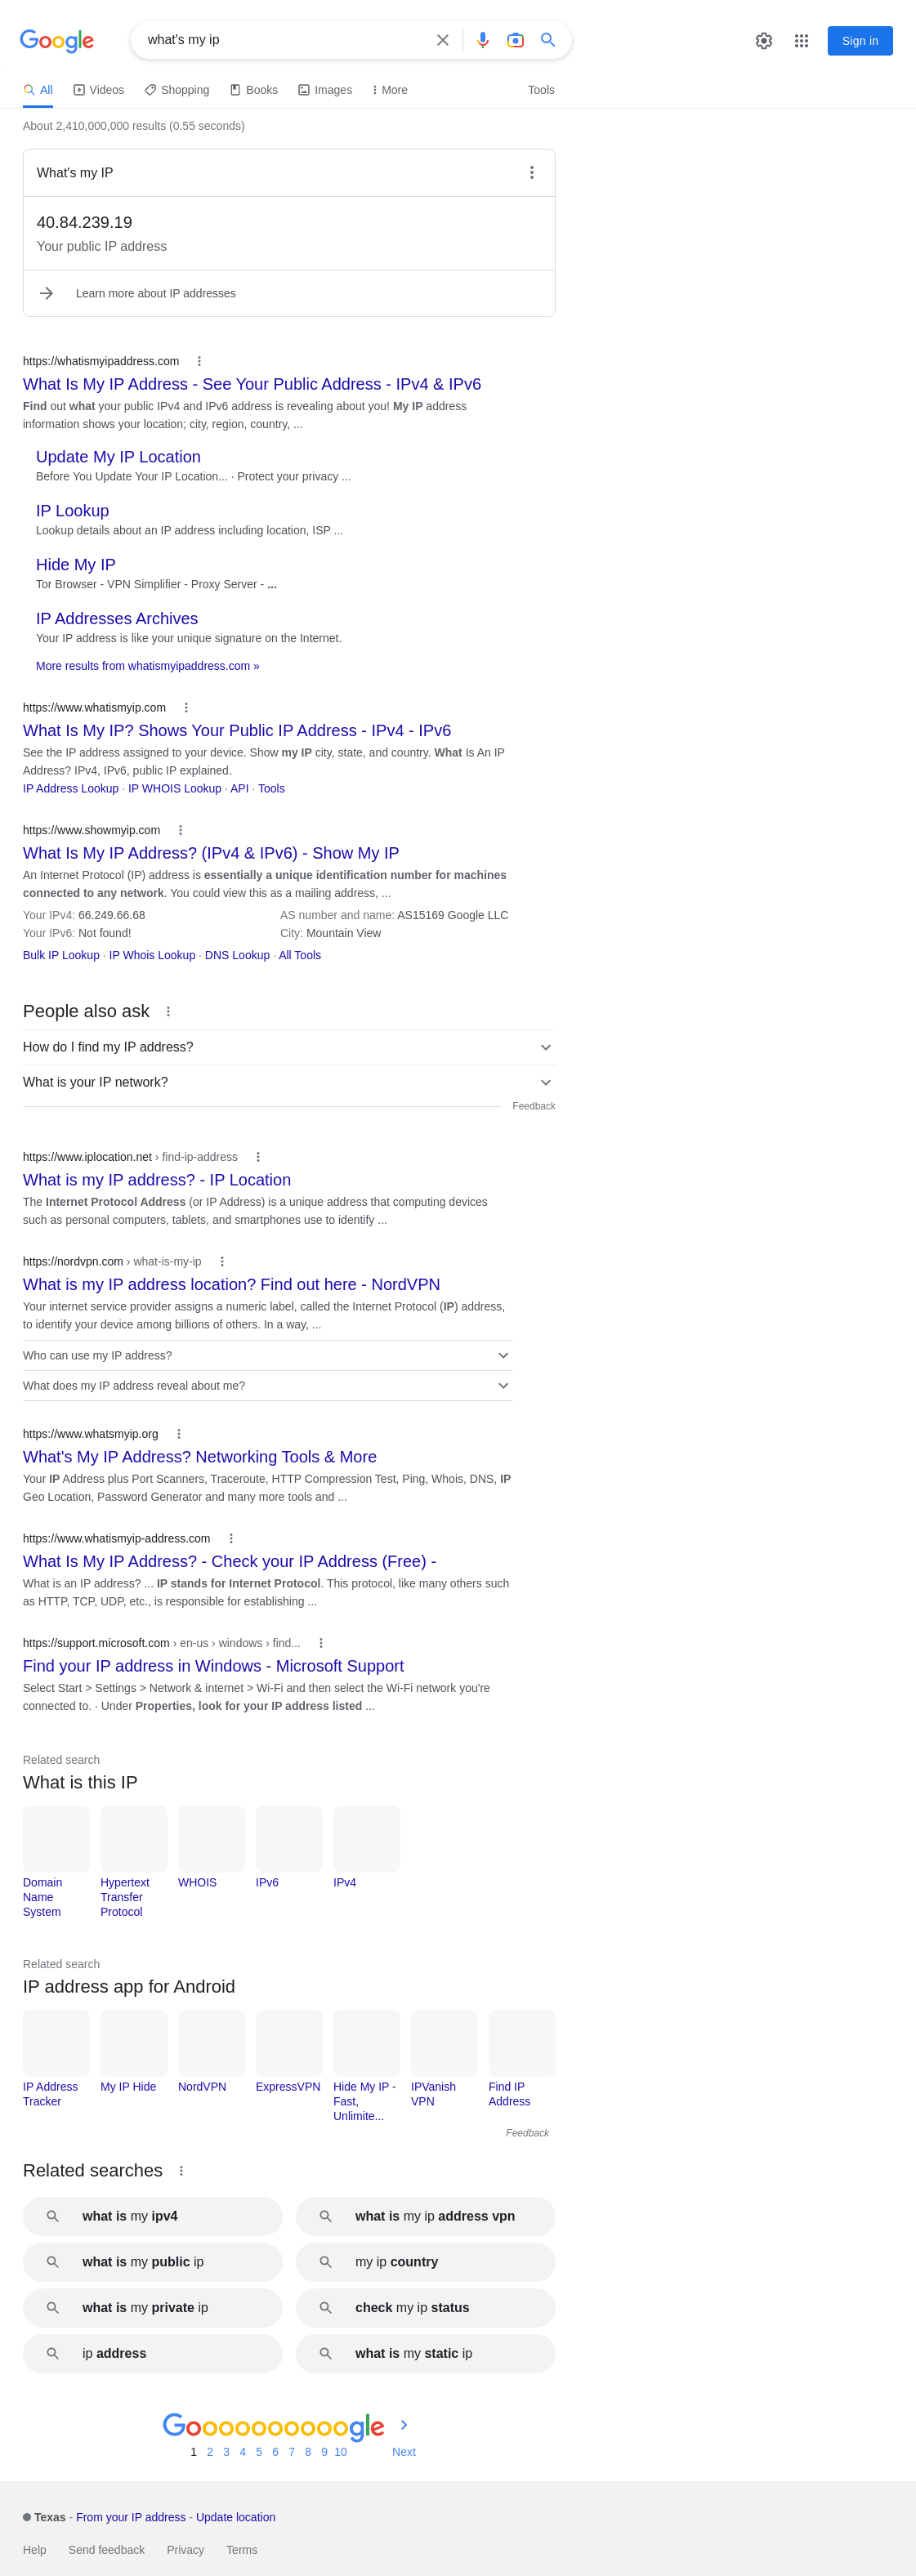 Google
what's my ip
Sign in
All Videos Shopping Books Images More Tools
About 2,410,000,000 results (0.55 seconds)
What's my IP
40.84.239.19
Your public IP address
Learn more about IP addresses
https://whatismyipaddress.com
What Is My IP Address - See Your Public Address - IPv4 & IPv6
Find out what your public IPv4 and IPv6 address is revealing about you! My IP address
information shows your location; city, region, country, ...
Update My IP Location
Before You Update Your IP Location... · Protect your privacy ...
IP Lookup
Lookup details about an IP address including location, ISP ...
Hide My IP
Tor Browser - VPN Simplifier - Proxy Server - ...
IP Addresses Archives
Your IP address is like your unique signature on the Internet.
More results from whatismyipaddress.com »
https://www.whatismyip.com
What Is My IP? Shows Your Public IP Address - IPv4 - IPv6
See the IP address assigned to your device. Show my IP city, state, and country. What Is An IP
Address? IPv4, IPv6, public IP explained.
IP Address Lookup · IP WHOIS Lookup · API · Tools
https://www.showmyip.com
What Is My IP Address? (IPv4 & IPv6) - Show My IP
An Internet Protocol (IP) address is essentially a unique identification number for machines
connected to any network. You could view this as a mailing address, ...
Your IPv4: 66.249.66.68 AS number and name: AS15169 Google LLC
Your IPv6: Not found! City: Mountain View
Bulk IP Lookup · IP Whois Lookup · DNS Lookup · All Tools
People also ask
How do I find my IP address?
What is your IP network?
Feedback
https://www.iplocation.net › find-ip-address
What is my IP address? - IP Location
The Internet Protocol Address (or IP Address) is a unique address that computing devices
such as personal computers, tablets, and smartphones use to identify ...
https://nordvpn.com › what-is-my-ip
What is my IP address location? Find out here - NordVPN
Your internet service provider assigns a numeric label, called the Internet Protocol (IP) address,
to identify your device among billions of others. In a way, ...
Who can use my IP address?
What does my IP address reveal about me?
https://www.whatsmyip.org
What's My IP Address? Networking Tools & More
Your IP Address plus Port Scanners, Traceroute, HTTP Compression Test, Ping, Whois, DNS, IP
Geo Location, Password Generator and many more tools and ...
https://www.whatismyip-address.com
What Is My IP Address? - Check your IP Address (Free) -
What is an IP address? ... IP stands for Internet Protocol. This protocol, like many others such
as HTTP, TCP, UDP, etc., is responsible for establishing ...
https://support.microsoft.com › en-us › windows › find...
Find your IP address in Windows - Microsoft Support
Select Start > Settings > Network & internet > Wi-Fi and then select the Wi-Fi network you're
connected to. · Under Properties, look for your IP address listed ...
Related search
What is this IP
Domain Name System
Hypertext Transfer Protocol
WHOIS
IPv6
IPv4
Related search
IP address app for Android
IP Address Tracker
My IP Hide
NordVPN
ExpressVPN
Hide My IP - Fast, Unlimite...
IPVanish VPN
Find IP Address
Feedback
Related searches
what is my ipv4
what is my ip address vpn
what is my public ip
my ip country
what is my private ip
check my ip status
ip address
what is my static ip
Goooooooooogle
1 2 3 4 5 6 7 8 9 10 Next
Texas - From your IP address - Update location
Help Send feedback Privacy Terms